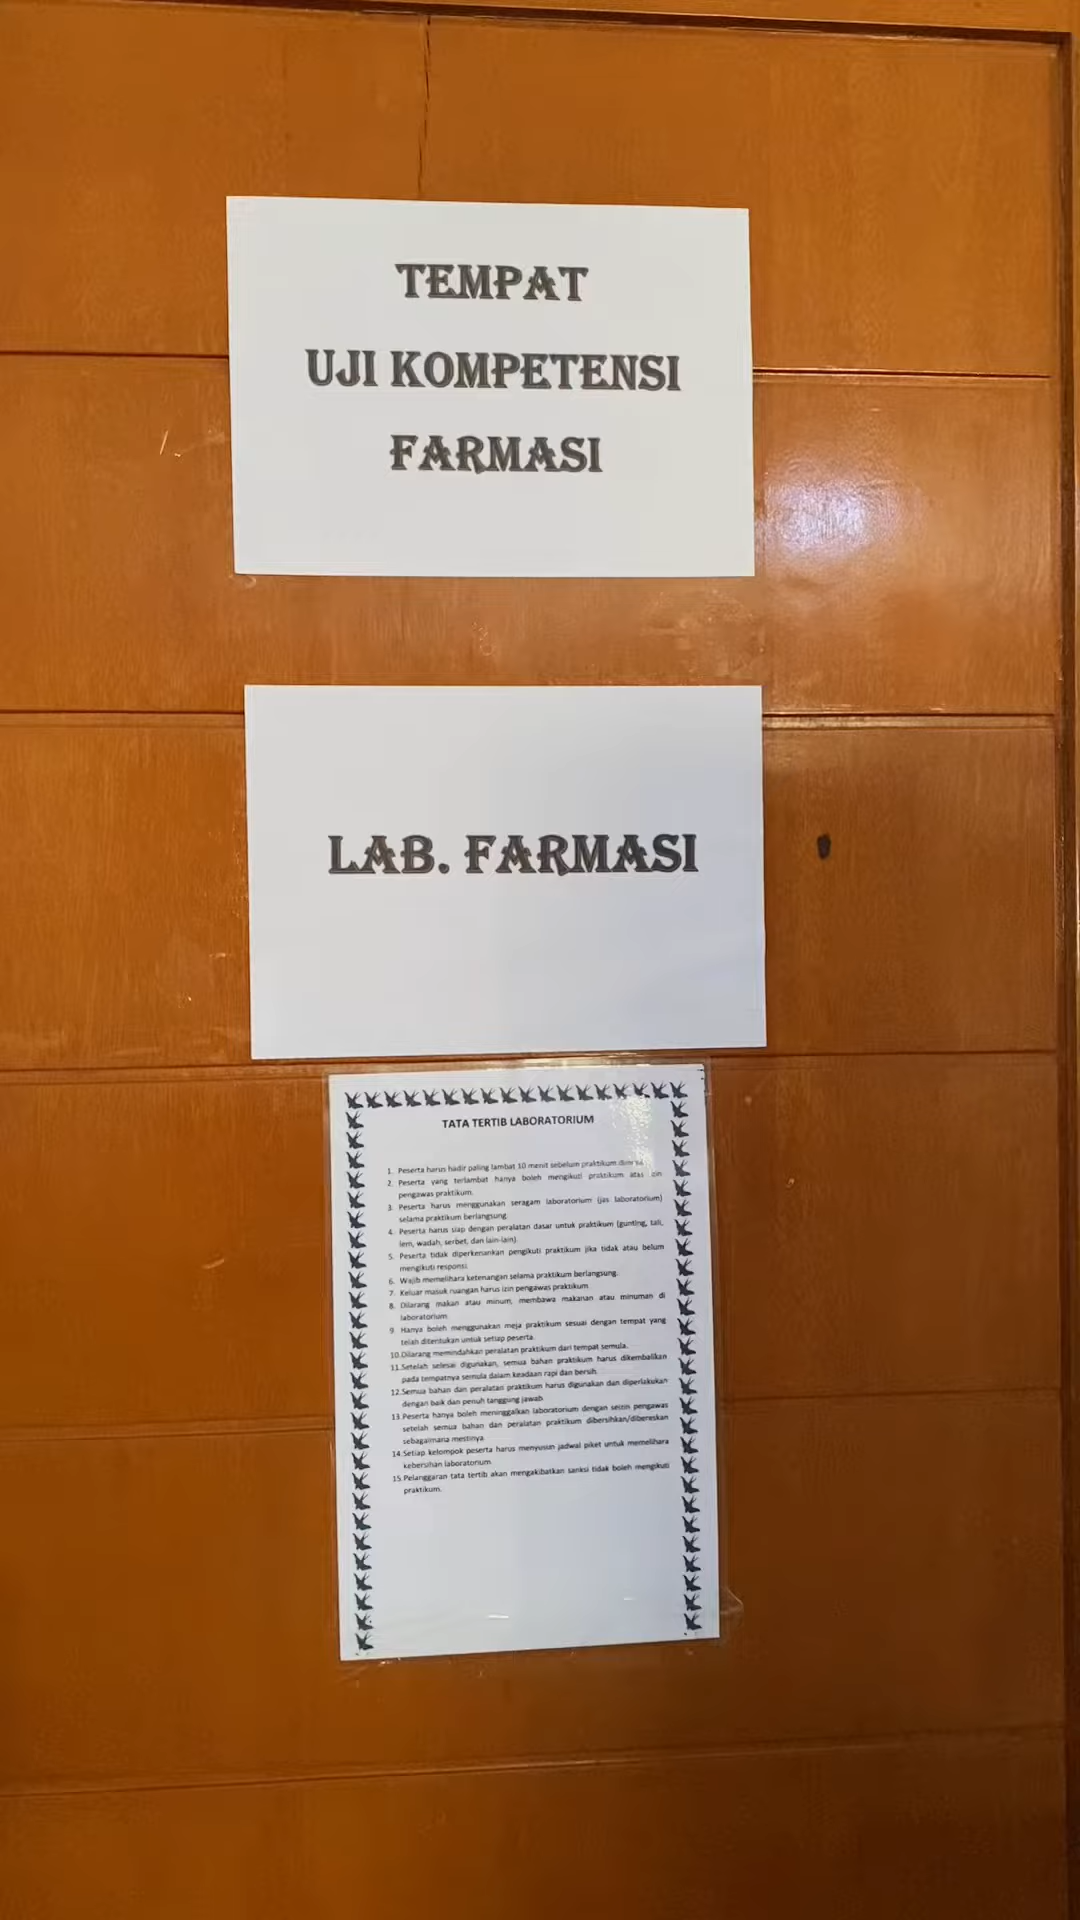 TEMPAT
UJI KOMPETENSI
FARMASI
LAB. FARMASI
TATA TERTIB LABORATORIUM
1. Peserta harus hadir paling lambat 10 menit sebelum praktikum
2. Peserta yang terlambat hanya boleh mengikuti praktikum atas izin
pengawas praktikum.
3. Peserta harus menggunakan seragam laboratorium (jas laboratorium)
selama praktikum berlangsung.
4. Peserta harus siap dengan peralatan dasar untuk praktikum (gunting, tali,
lem, wadah, serbet, dan lain-lain).
5. Peserta tidak diperkenankan pengikuti praktikum jika tidak atau belum
mengikuti responsi.
6. Wajib memelihara ketenangan selama praktikum berlangsung.
7. Keluar masuk ruangan harus izin pengawas praktikum.
8. Dilarang makan atau minum, membawa makanan atau minuman di
laboratorium.
9. Hanya boleh menggunakan meja praktikum sesuai dengan tempat yang
telah ditentukan untuk setiap peserta.
10. Dilarang memindahkan peralatan praktikum dari tempat semula.
11. Setelah selesai digunakan, semua bahan praktikum harus dikembalikan
pada tempatnya semula dalam keadaan rapi dan bersih.
12. Semua bahan dan peralatan praktikum harus digunakan dan diperlakukan
dengan baik dan penuh tanggung jawab.
13. Peserta hanya boleh meninggalkan laboratorium dengan seizin pengawas
setelah semua bahan dan peralatan praktikum dibersihkan/dibereskan
sebagaimana mestinya.
14. Setiap kelompok peserta harus menyusun jadwal piket untuk memelihara
kebersihan laboratorium.
15. Pelanggaran tata tertib akan mengakibatkan sanksi tidak boleh mengikuti
praktikum.